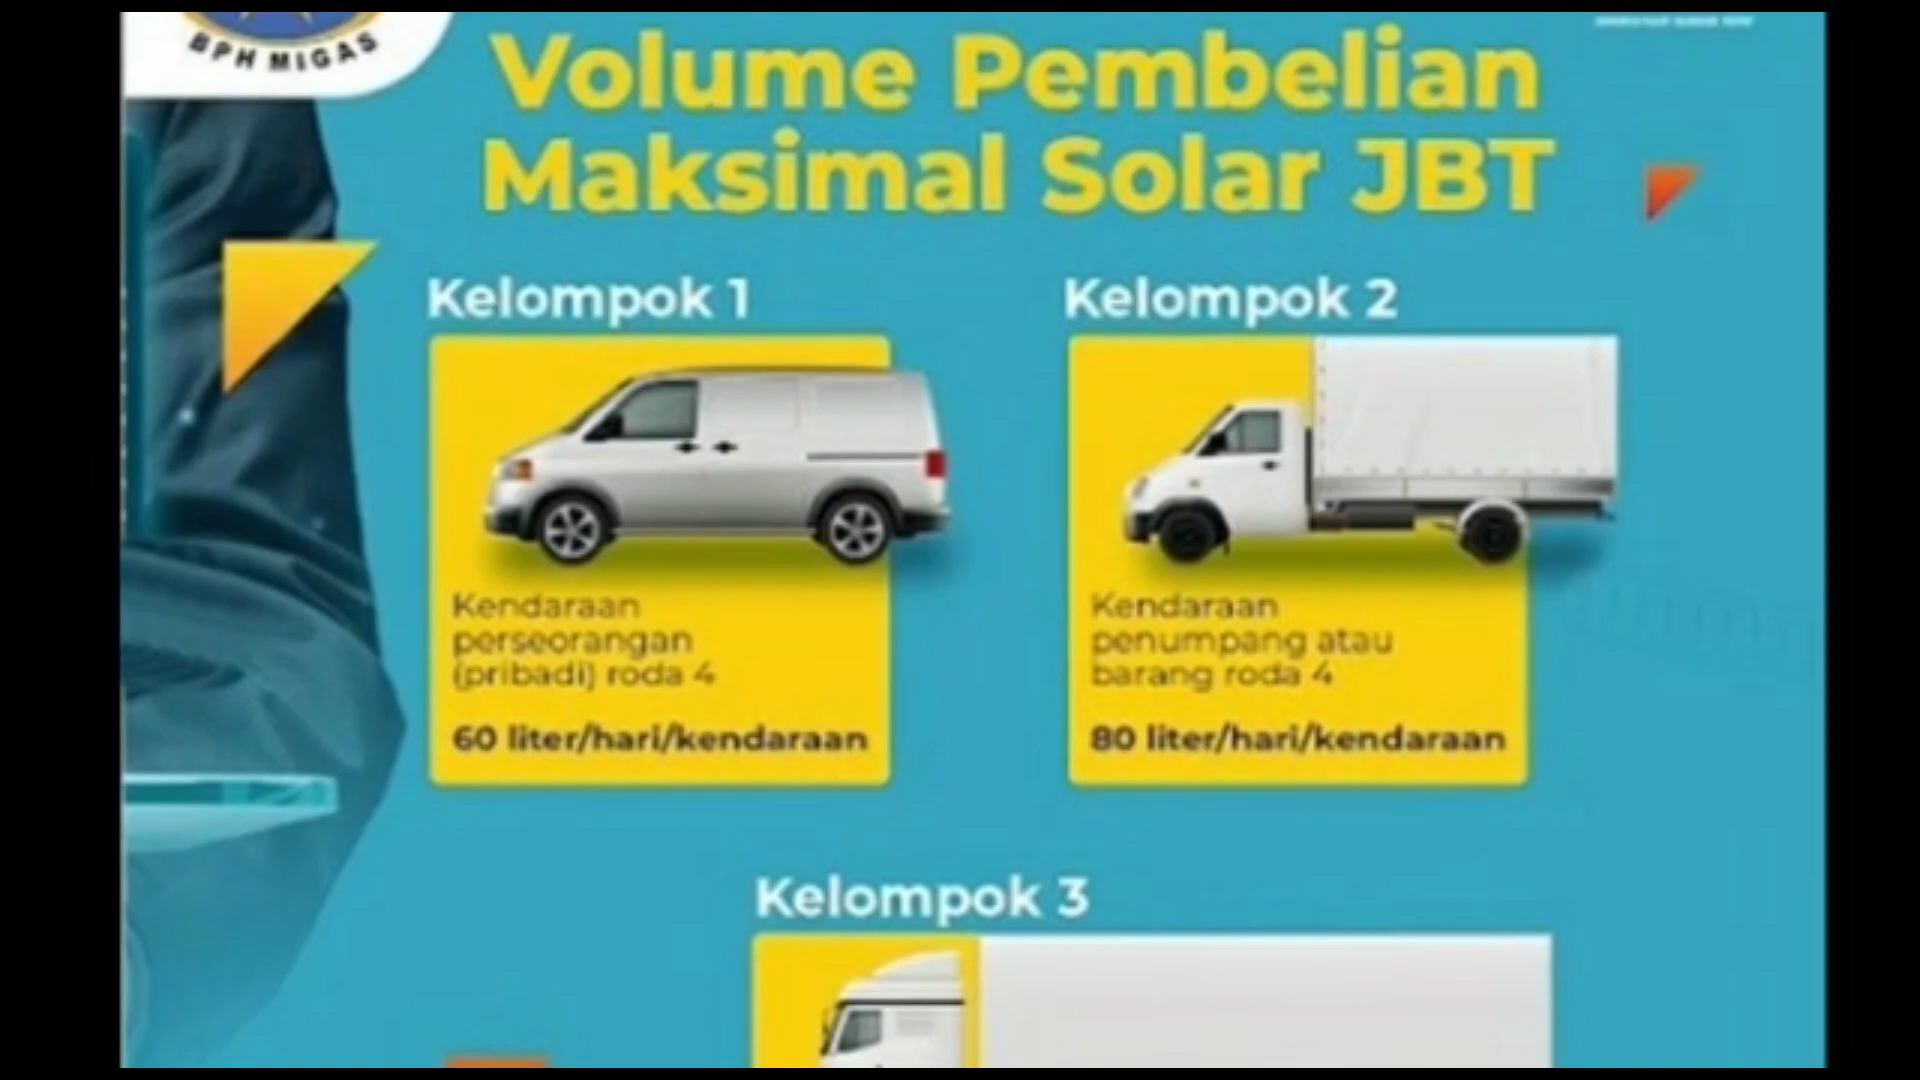 BPH MIGAS
Volume Pembelian
Maksimal Solar JBT
Kelompok 1
Kendaraan
perseorangan
(pribadi) roda 4
60 liter/hari/kendaraan
Kelompok 2
Kendaraan
penumpang atau
barang roda 4
80 liter/hari/kendaraan
Kelompok 3